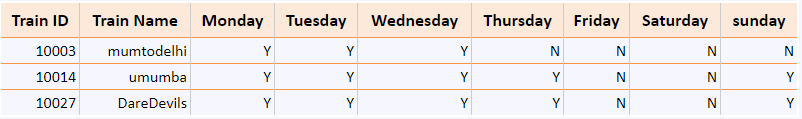 Train ID Train Name Monday Tuesday Wednesday Thursday Friday Saturday sunday
10003 mumtodelhi Y Y Y N N N N
10014 umumba Y Y Y Y N N Y
10027 DareDevils Y Y Y Y N N Y